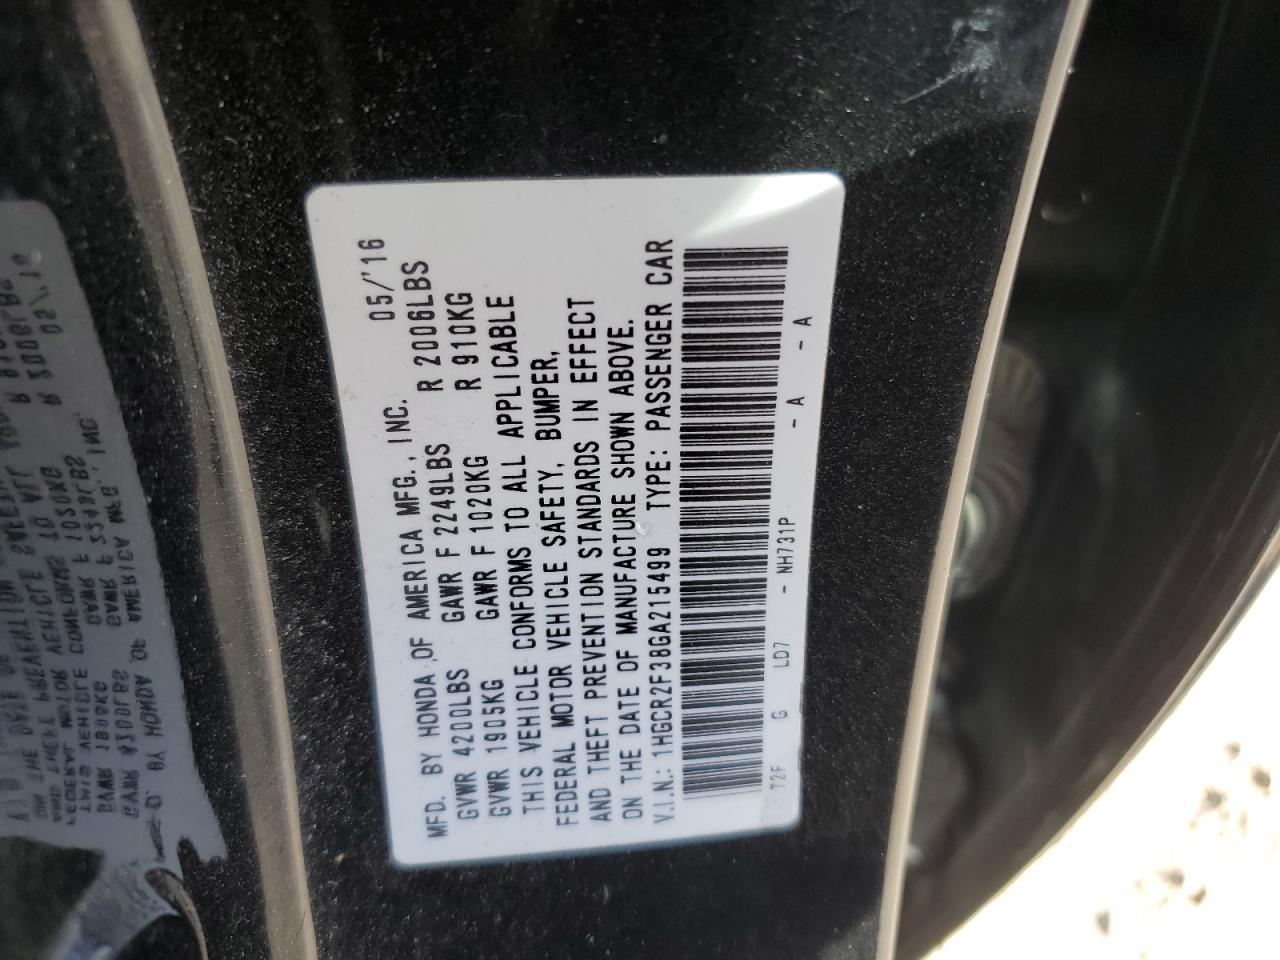 MFD. BY HONDA OF AMERICA MFG., INC. 05/'16
GVWR 4200LBS GAWR F 2249LBS R 2006LBS
GVWR 1905KG GAWR F 1020KG R 910KG
THIS VEHICLE CONFORMS TO ALL APPLICABLE
FEDERAL MOTOR VEHICLE SAFETY, BUMPER,
AND THEFT PREVENTION STANDARDS IN EFFECT
ON THE DATE OF MANUFACTURE SHOWN ABOVE.
V.I.N.: 1HGCR2F38GA215499 TYPE: PASSENGER CAR
T2F G LD7 - NH731P - A - A